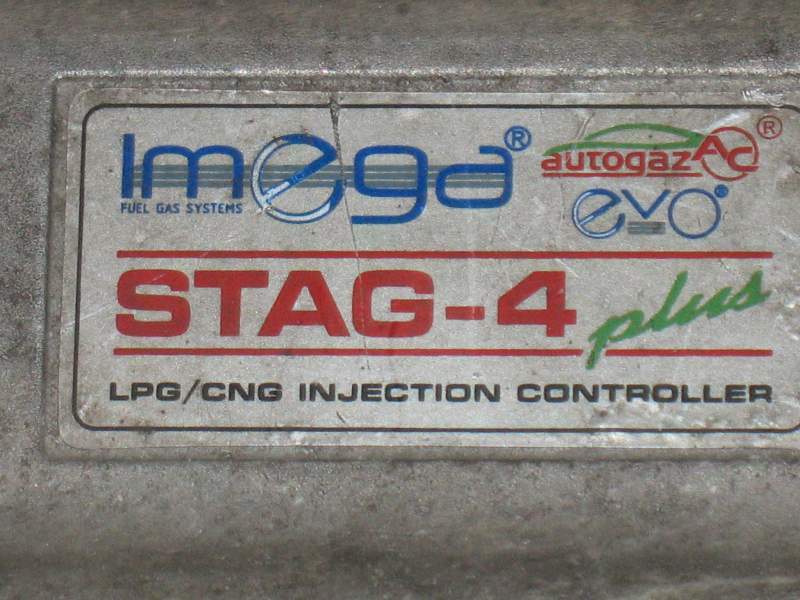 Imega®
FUEL GAS SYSTEMS
autogaz AC®
evo®
STAG-4 plus
LPG/CNG INJECTION CONTROLLER